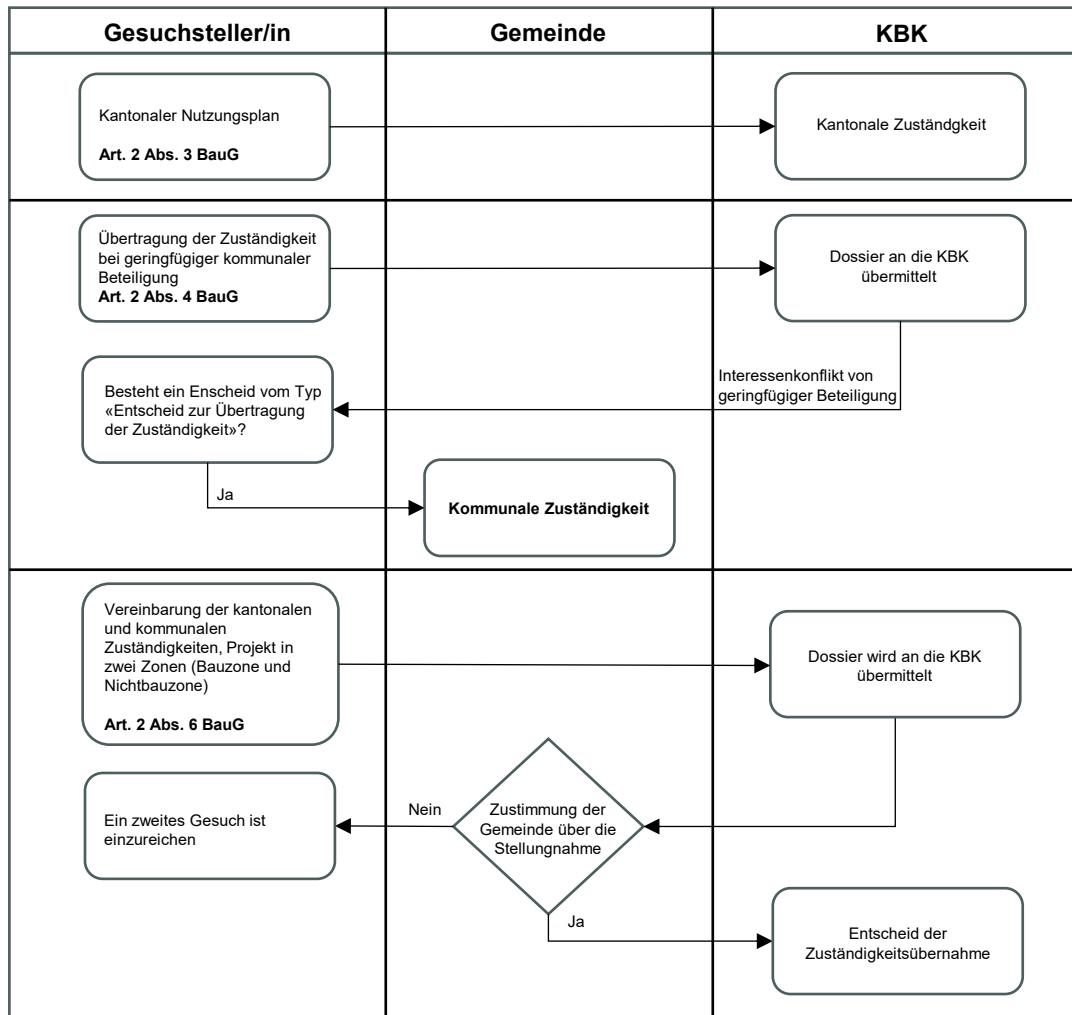 Gesuchsteller/in
Gemeinde
KBK
Kantonaler Nutzungsplan
Art. 2 Abs. 3 BauG
Kantonale Zuständgkeit
Übertragung der Zuständigkeit
bei geringfügiger kommunaler
Beteiligung
Art. 2 Abs. 4 BauG
Dossier an die KBK
übermittelt
Interessenkonflikt von
geringfügiger Beteiligung
Besteht ein Enscheid vom Typ
«Entscheid zur Übertragung
der Zuständigkeit»?
Ja
Kommunale Zuständigkeit
Vereinbarung der kantonalen
und kommunalen
Zuständigkeiten, Projekt in
zwei Zonen (Bauzone und
Nichtbauzone)
Art. 2 Abs. 6 BauG
Dossier wird an die KBK
übermittelt
Zustimmung der
Gemeinde über die
Stellungnahme
Nein
Ein zweites Gesuch ist
einzureichen
Ja
Entscheid der
Zuständigkeitsübernahme